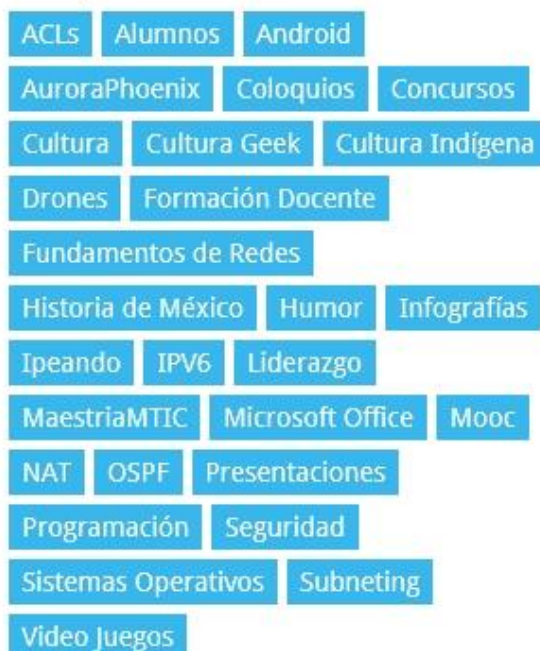 ACLs Alumnos Android
AuroraPhoenix Coloquios Concursos
Cultura Cultura Geek Cultura Indígena
Drones Formación Docente
Fundamentos de Redes
Historia de México Humor Infografías
Ipeando IPV6 Liderazgo
MaestriaMTIC Microsoft Office Mooc
NAT OSPF Presentaciones
Programación Seguridad
Sistemas Operativos Subneting
Video Juegos